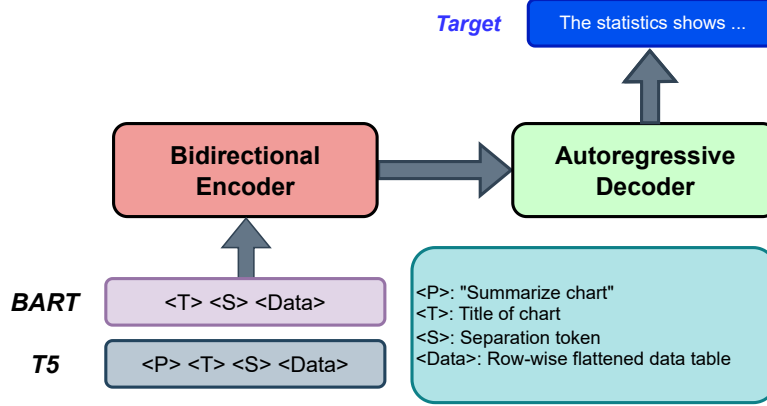 Target
The statistics shows ...
Bidirectional
Encoder
Autoregressive
Decoder
BART
<T> <S> <Data>
T5
<P> <T> <S> <Data>
<P>: "Summarize chart"
<T>: Title of chart
<S>: Separation token
<Data>: Row-wise flattened data table